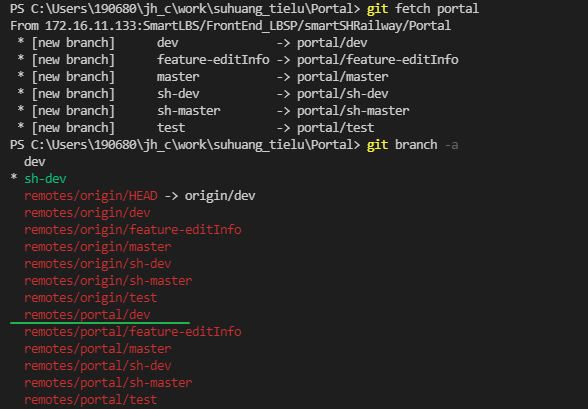 PS C:\Users\190680\jh_c\work\suhuang_tielu\Portal> git fetch portal
From 172.16.11.133:SmartLBS/FrontEnd_LBSP/smartSHRailway/Portal
 * [new branch]      dev              -> portal/dev
 * [new branch]      feature-editInfo -> portal/feature-editInfo
 * [new branch]      master           -> portal/master
 * [new branch]      sh-dev           -> portal/sh-dev
 * [new branch]      sh-master        -> portal/sh-master
 * [new branch]      test             -> portal/test
PS C:\Users\190680\jh_c\work\suhuang_tielu\Portal> git branch -a
  dev
* sh-dev
  remotes/origin/HEAD -> origin/dev
  remotes/origin/dev
  remotes/origin/feature-editInfo
  remotes/origin/master
  remotes/origin/sh-dev
  remotes/origin/sh-master
  remotes/origin/test
  remotes/portal/dev
  remotes/portal/feature-editInfo
  remotes/portal/master
  remotes/portal/sh-dev
  remotes/portal/sh-master
  remotes/portal/test